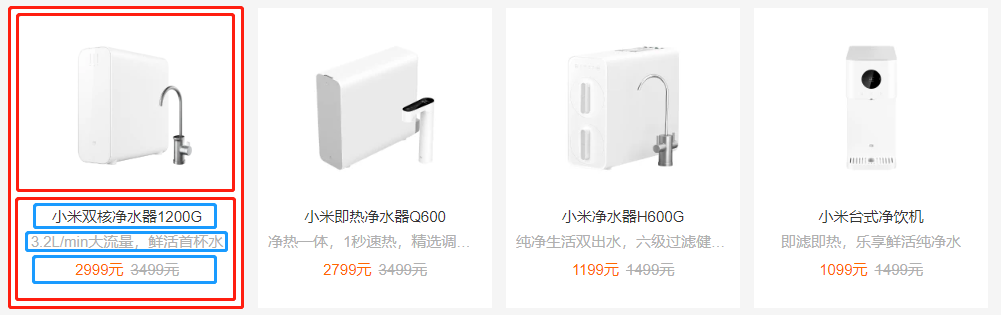 小米双核净水器1200G
3.2L/min大流量，鲜活首杯水
2999元 3499元
小米即热净水器Q600
净热一体，1秒速热，精选调...
2799元 3499元
小米净水器H600G
纯净生活双出水，六级过滤健...
1199元 1499元
小米台式净饮机
即滤即热，乐享鲜活纯净水
1099元 1499元